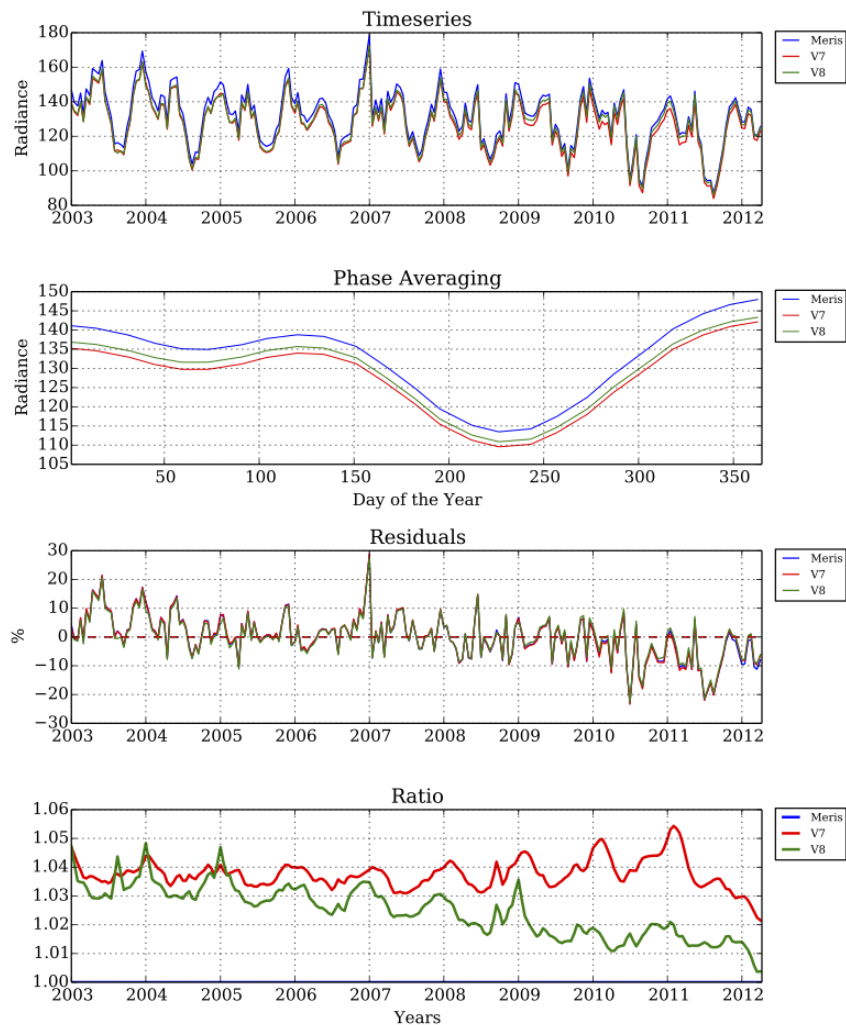 Timeseries
180
160
140
120
100
80
Radiance
2003 2004 2005 2006 2007 2008 2009 2010 2011 2012
Meris
V7
V8
Phase Averaging
150
145
140
135
130
125
120
115
110
105
Radiance
50 100 150 200 250 300 350
Day of the Year
Meris
V7
V8
Residuals
30
20
10
0
−10
−20
−30
%
2003 2004 2005 2006 2007 2008 2009 2010 2011 2012
Meris
V7
V8
Ratio
1.06
1.05
1.04
1.03
1.02
1.01
1.00
2003 2004 2005 2006 2007 2008 2009 2010 2011 2012
Years
Meris
V7
V8